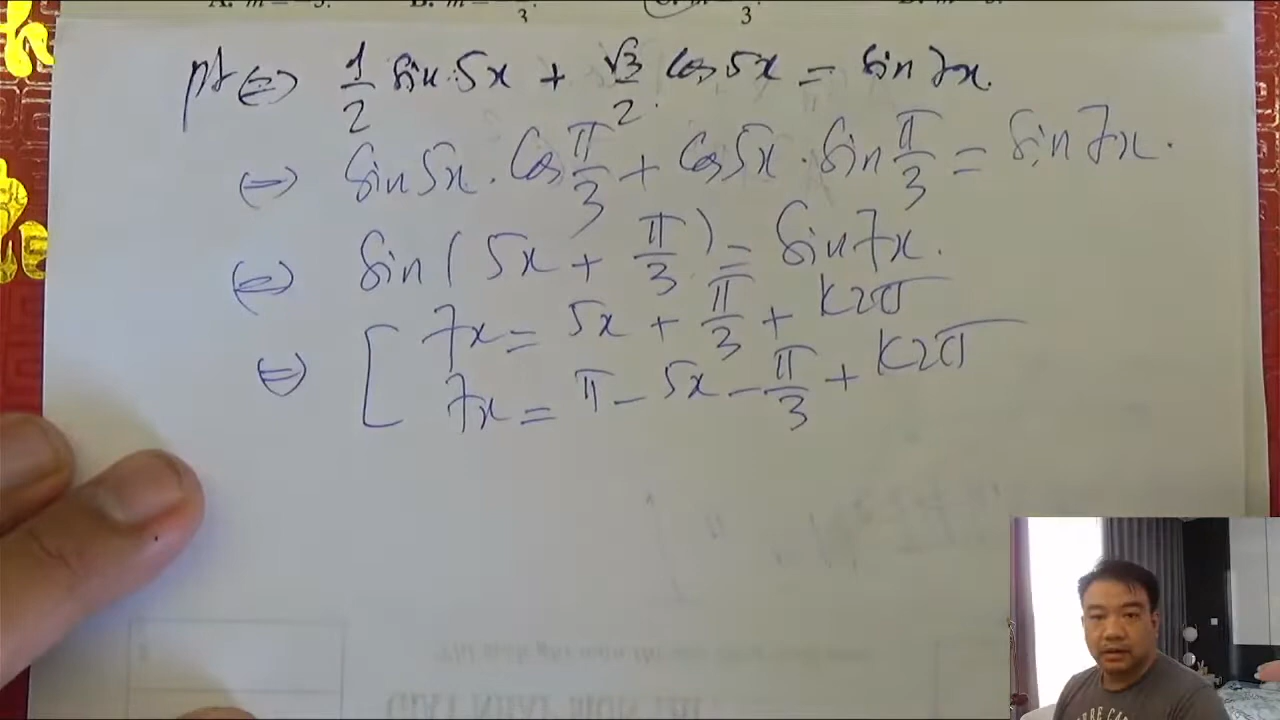 pt ⇔ 1/2 sin 5x + √3/2 cos 5x = sin 7x.
⇔ sin 5x . cos π/3 + cos 5x . sin π/3 = sin 7x.
⇔ sin( 5x + π/3 ) = sin 7x.
⇔ [ 7x = 5x + π/3 + k2π
7x = π - 5x - π/3 + k2π